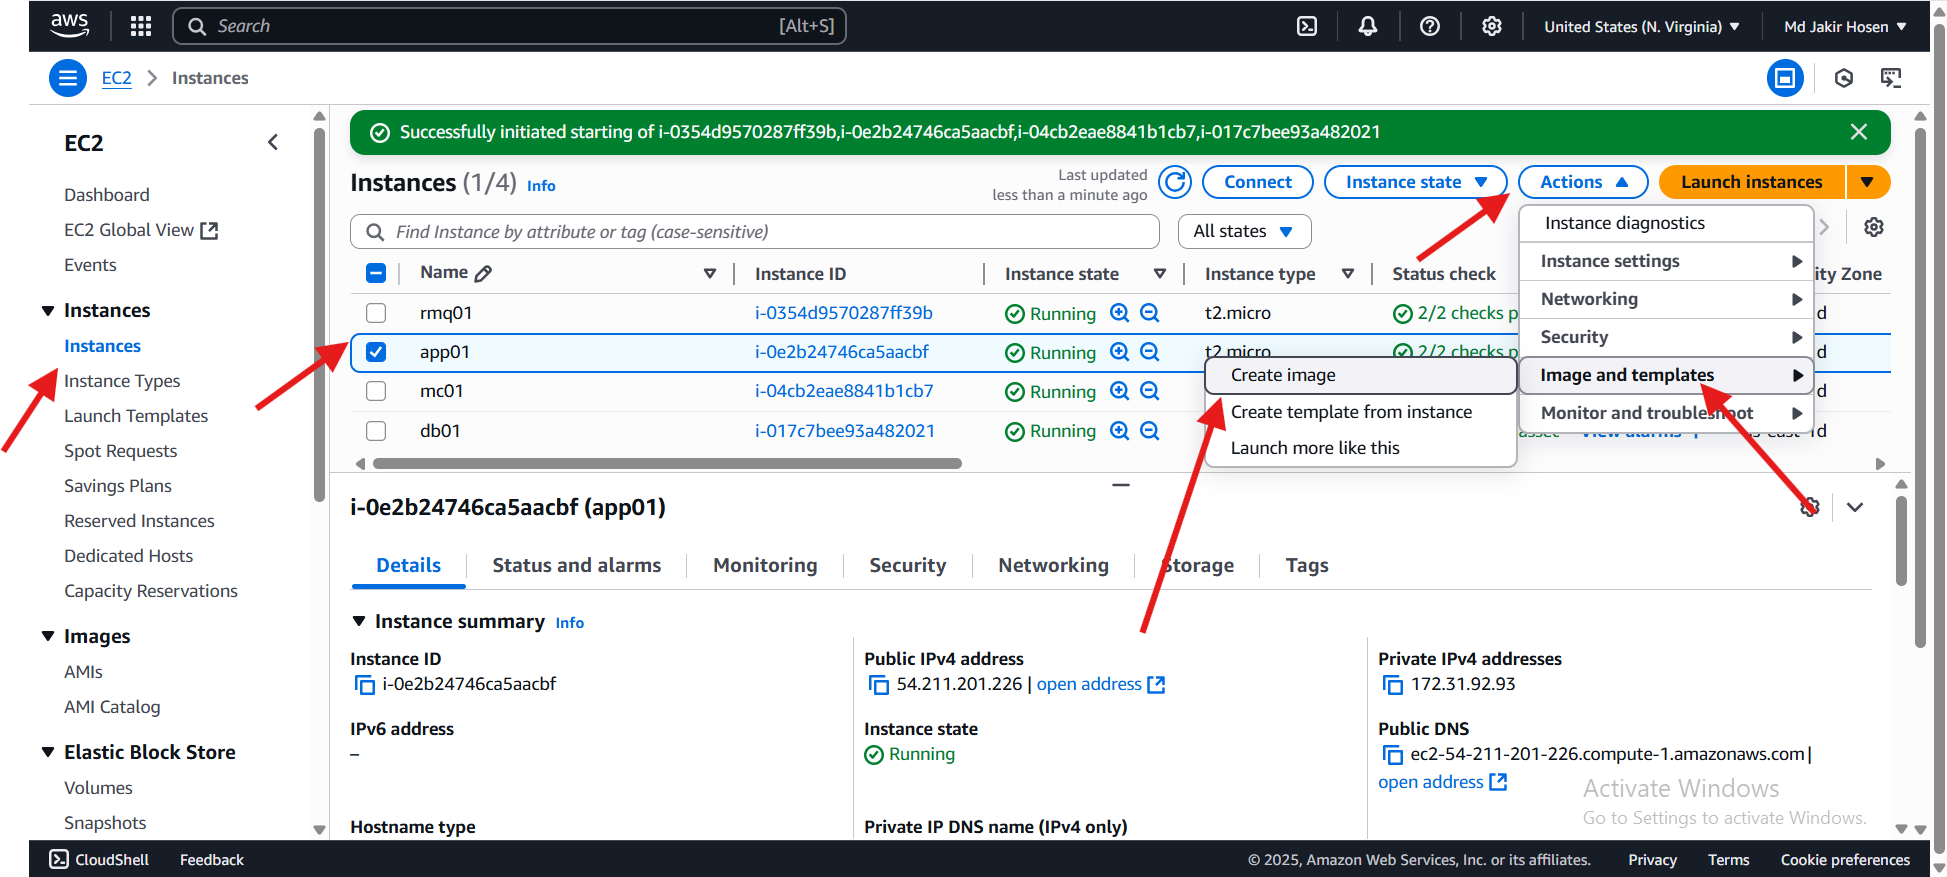 aws
Search [Alt+S]
United States (N. Virginia)
Md Jakir Hosen
EC2
Instances
EC2
Dashboard
EC2 Global View
Events
Instances
Instances
Instance Types
Launch Templates
Spot Requests
Savings Plans
Reserved Instances
Dedicated Hosts
Capacity Reservations
Images
AMIs
AMI Catalog
Elastic Block Store
Volumes
Snapshots
Successfully initiated starting of i-0354d9570287ff39b,i-0e2b24746ca5aacbf,i-04cb2eae8841b1cb7,i-017c7bee93a482021
Instances (1/4) Info
Last updated
less than a minute ago
Connect
Instance state
Actions
Launch instances
Find Instance by attribute or tag (case-sensitive)
All states
Name Instance ID Instance state Instance type Status check ity Zone
rmq01 i-0354d9570287ff39b Running t2.micro 2/2 checks p d
app01 i-0e2b24746ca5aacbf Running t2.micro 2/2 checks p d
mc01 i-04cb2eae8841b1cb7 Running d
db01 i-017c7bee93a482021 Running View alarms 1d
Instance diagnostics
Instance settings
Networking
Security
Image and templates
Monitor and troubleshoot
Create image
Create template from instance
Launch more like this
i-0e2b24746ca5aacbf (app01)
Details
Status and alarms
Monitoring
Security
Networking
Storage
Tags
Instance summary Info
Instance ID
i-0e2b24746ca5aacbf
Public IPv4 address
54.211.201.226 | open address
Private IPv4 addresses
172.31.92.93
IPv6 address
–
Instance state
Running
Public DNS
ec2-54-211-201-226.compute-1.amazonaws.com |
open address
Hostname type
Private IP DNS name (IPv4 only)
Activate Windows
Go to Settings to activate Windows.
CloudShell
Feedback
© 2025, Amazon Web Services, Inc. or its affiliates.
Privacy
Terms
Cookie preferences